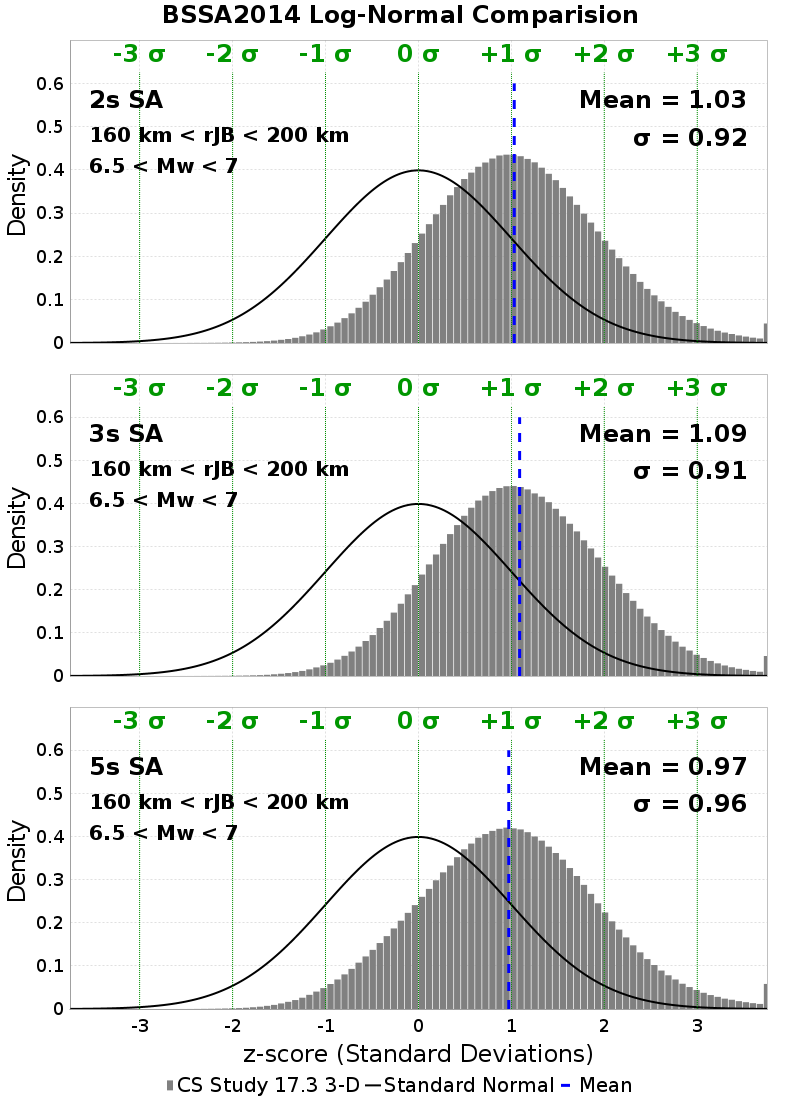 BSSA2014 Log-Normal Comparision
-3 σ -2 σ -1 σ 0 σ +1 σ +2 σ +3 σ
0.6
2s SA Mean = 1.03
0.5
160 km < rJB < 200 km σ = 0.92
6.5 < Mw < 7
0.4
0.3
0.2
0.1
0
Density
-3 σ -2 σ -1 σ 0 σ +1 σ +2 σ +3 σ
0.6
3s SA Mean = 1.09
0.5
160 km < rJB < 200 km σ = 0.91
6.5 < Mw < 7
0.4
0.3
0.2
0.1
0
Density
-3 σ -2 σ -1 σ 0 σ +1 σ +2 σ +3 σ
0.6
5s SA Mean = 0.97
0.5
160 km < rJB < 200 km σ = 0.96
6.5 < Mw < 7
0.4
0.3
0.2
0.1
0
Density
-3 -2 -1 0 1 2 3
z-score (Standard Deviations)
CS Study 17.3 3-D Standard Normal Mean